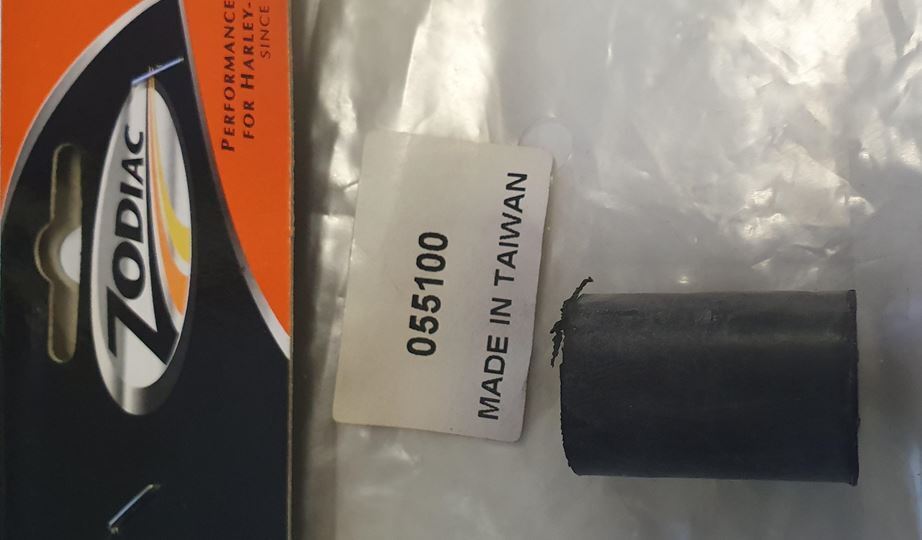 ZODIAC
PERFORMANCE
FOR HARLEY-
SINCE
055100
MADE IN TAIWAN